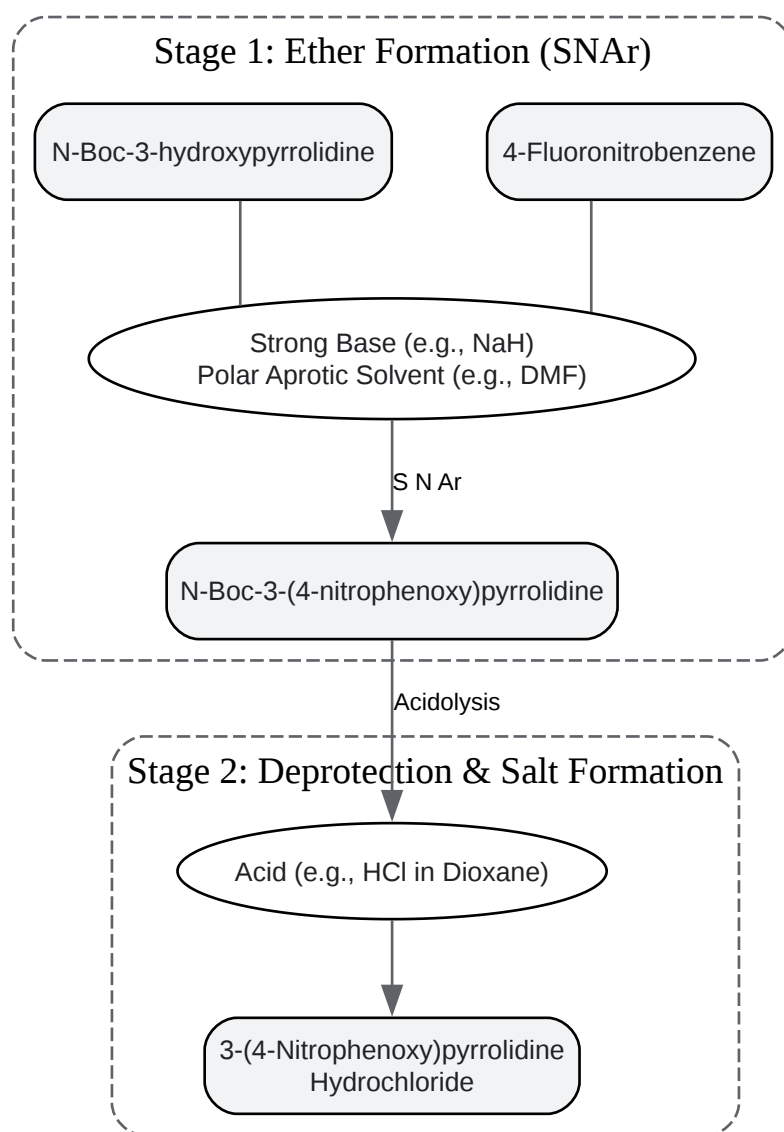 Stage 1: Ether Formation (SNAr)
N-Boc-3-hydroxypyrrolidine
4-Fluoronitrobenzene
Strong Base (e.g., NaH)
Polar Aprotic Solvent (e.g., DMF)
S N Ar
N-Boc-3-(4-nitrophenoxy)pyrrolidine
Acidolysis
Stage 2: Deprotection & Salt Formation
Acid (e.g., HCl in Dioxane)
3-(4-Nitrophenoxy)pyrrolidine
Hydrochloride